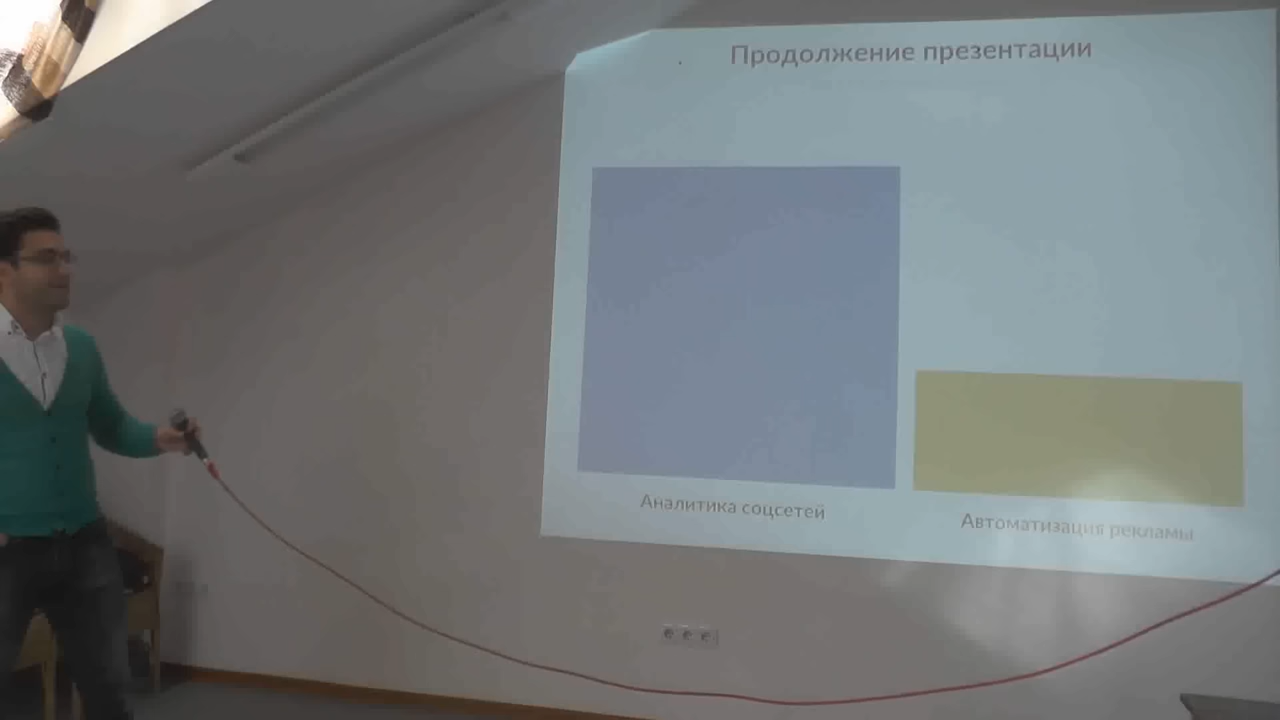 Продолжение презентации
Аналитика соцсетей
Автоматизация рекламы